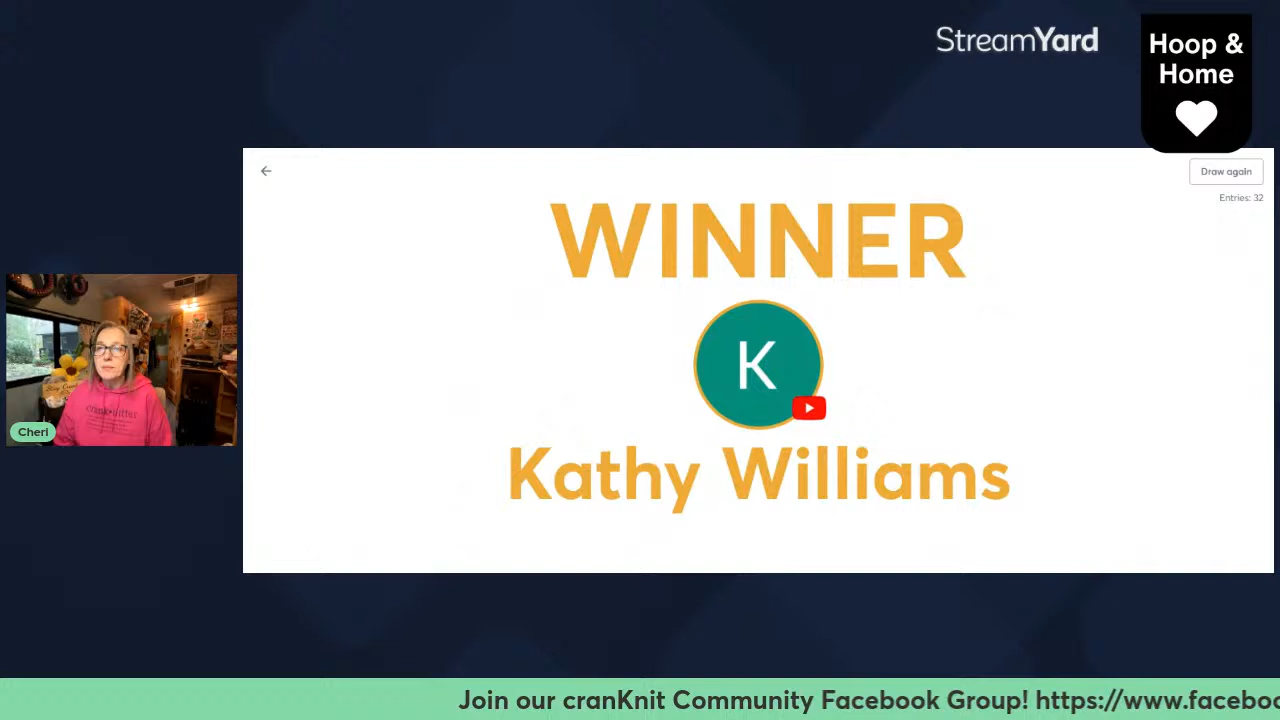 StreamYard
Hoop &
Home
Draw again
Entries: 32
WINNER
K
Kathy Williams
Cheri
Join our cranKnit Community Facebook Group! https://www.faceboo